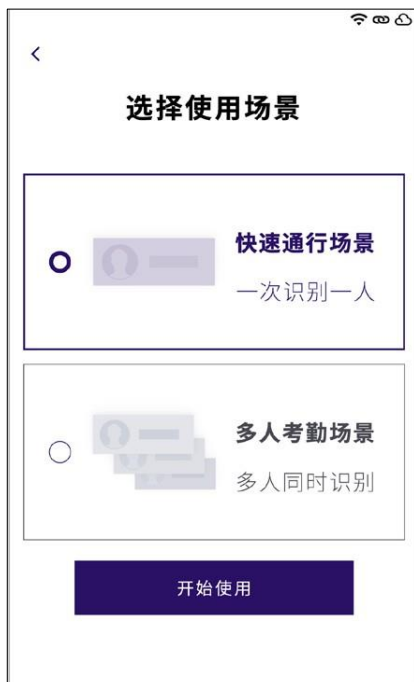 选择使用场景
快速通行场景
一次识别一人
多人考勤场景
多人同时识别
开始使用